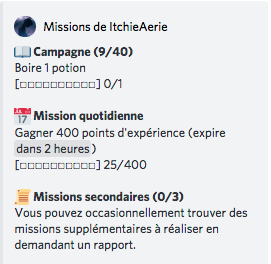 Missions de ItchieAerie
Campagne (9/40)
Boire 1 potion
[□□□□□□□□□□] 0/1
Mission quotidienne
Gagner 400 points d'expérience (expire
dans 2 heures)
[□□□□□□□□□□] 25/400
Missions secondaires (0/3)
Vous pouvez occasionnellement trouver des
missions supplémentaires à réaliser en
demandant un rapport.